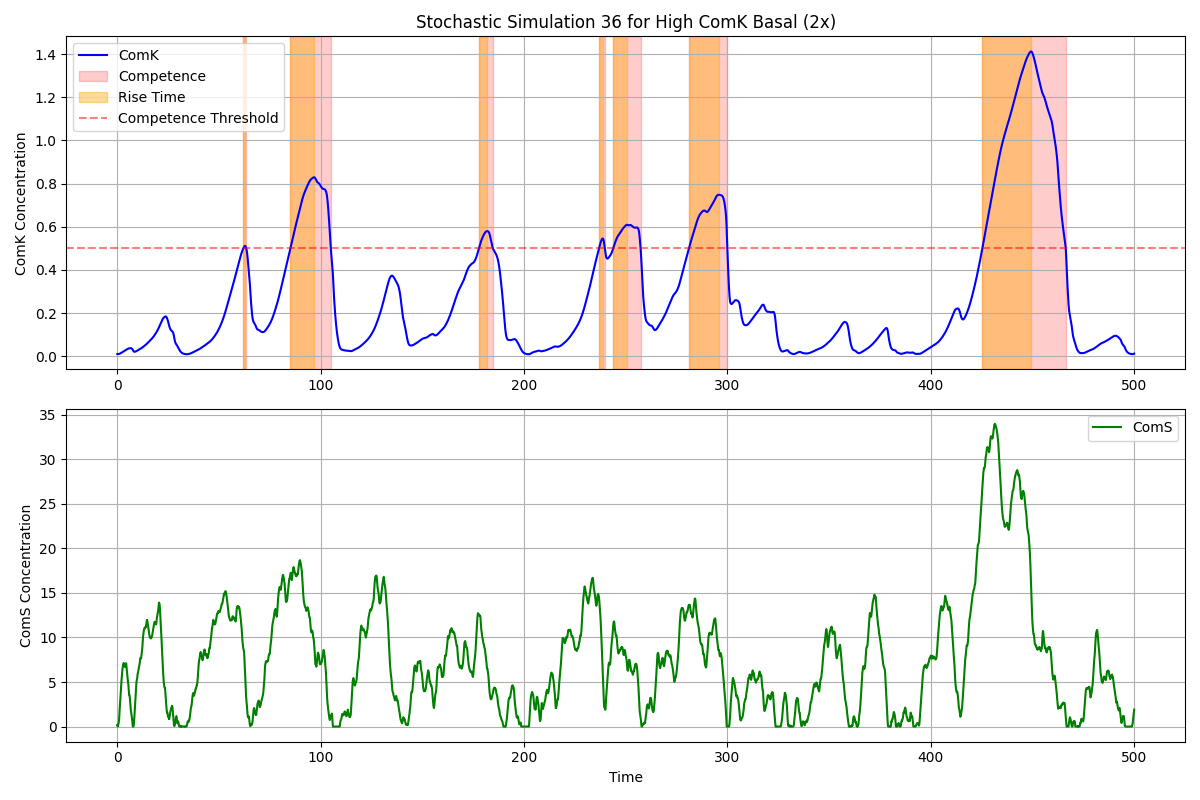 Stochastic Simulation 36 for High ComK Basal (2x)
ComK Concentration
1.4
1.2
1.0
0.8
0.6
0.4
0.2
0.0
ComK
Competence
Rise Time
Competence Threshold
0 100 200 300 400 500
ComS Concentration
35
30
25
20
15
10
5
0
ComS
0 100 200 300 400 500
Time